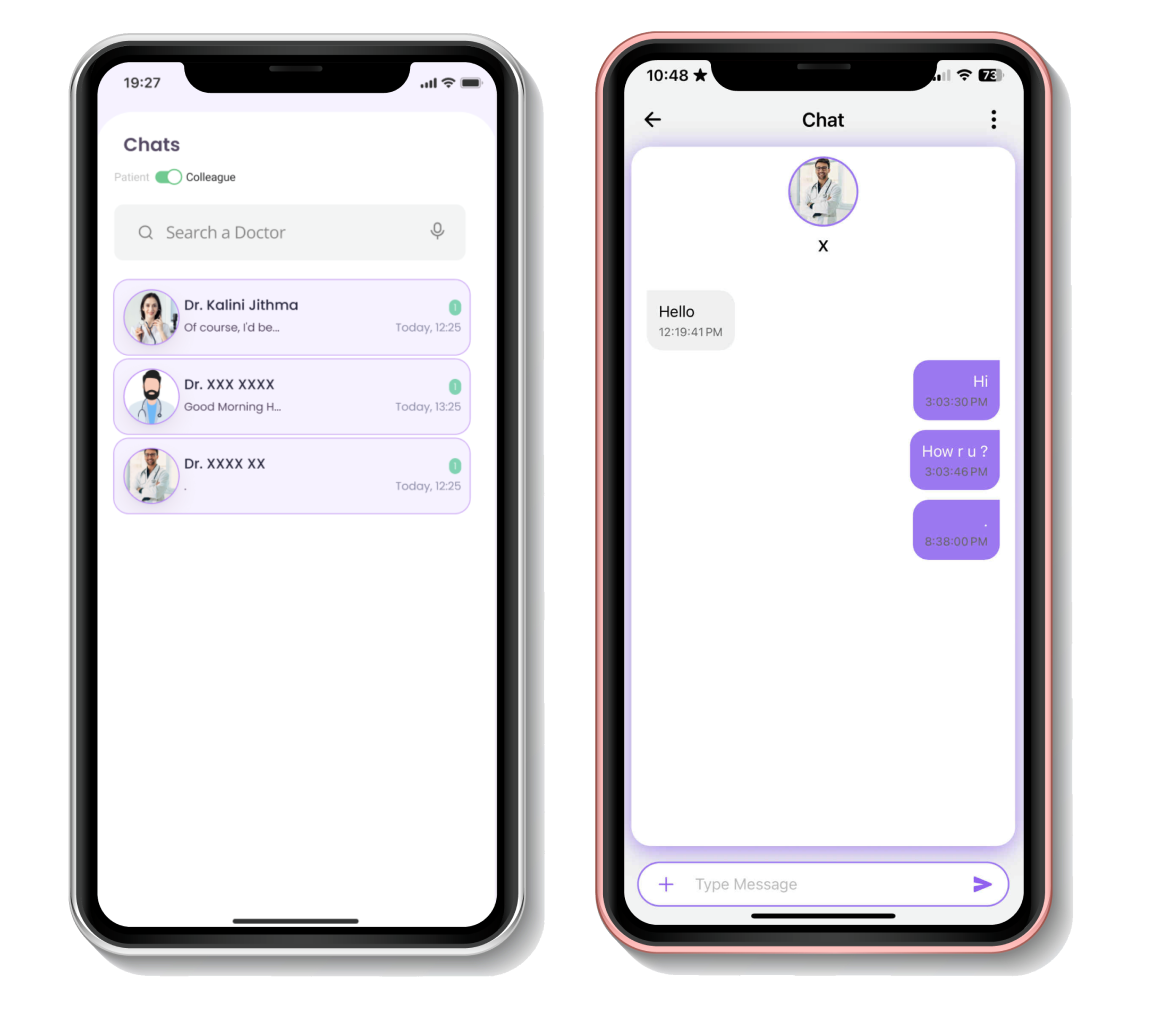 19:27
Chats
Patient Colleague
Search a Doctor
Dr. Kalini Jithma
1
Of course, I'd be...
Today, 12:25
Dr. XXX XXXX
1
Good Morning H...
Today, 13:25
Dr. XXXX XX
1
.
Today, 12:25
10:48
73
Chat
X
Hello
12:19:41 PM
Hi
3:03:30 PM
How r u ?
3:03:46 PM
.
8:38:00 PM
Type Message